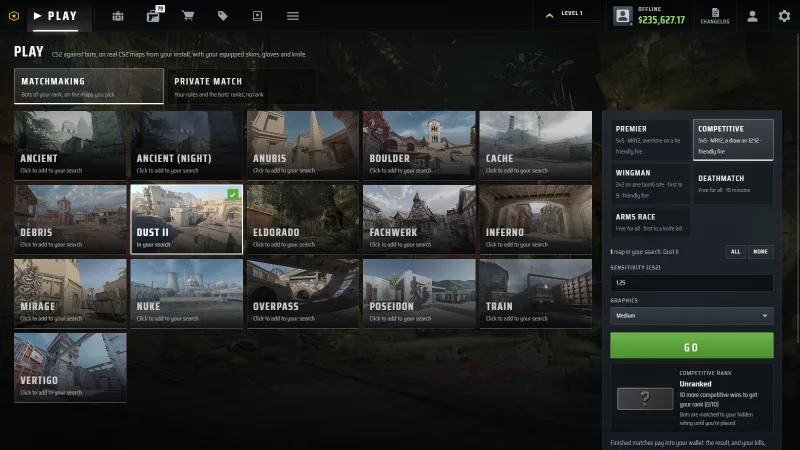 PLAY
79
LEVEL 1
OFFLINE
$235,627.17
CHANGELOG
PLAY
CS2 against bots, on real CS2 maps from your install, with your equipped skins, gloves and knife.
MATCHMAKING
Bots of your rank, on the maps you pick
PRIVATE MATCH
Your rules and the bots' ranks; no rank
ANCIENT
Click to add to your search
ANCIENT (NIGHT)
Click to add to your search
ANUBIS
Click to add to your search
BOULDER
Click to add to your search
CACHE
Click to add to your search
DEBRIS
Click to add to your search
DUST II
In your search
ELDORADO
Click to add to your search
FACHWERK
Click to add to your search
INFERNO
Click to add to your search
MIRAGE
Click to add to your search
NUKE
Click to add to your search
OVERPASS
Click to add to your search
POSEIDON
Click to add to your search
TRAIN
Click to add to your search
VERTIGO
Click to add to your search
PREMIER
5v5 · MR12, overtime on a tie ·
friendly fire
COMPETITIVE
5v5 · MR12, a draw on 12:12 ·
friendly fire
WINGMAN
2v2 on one bomb site · first to
9 · friendly fire
DEATHMATCH
Free for all · 10 minutes
ARMS RACE
Free for all · first to a knife kill
1 map in your search: Dust II
ALL
NONE
SENSITIVITY (CS2)
1.25
GRAPHICS
Medium
GO
?
COMPETITIVE RANK
Unranked
10 more competitive wins to get
your rank (0/10)
Bots are matched to your hidden
rating until you're placed
Finished matches pay into your wallet: the result, and your kills,